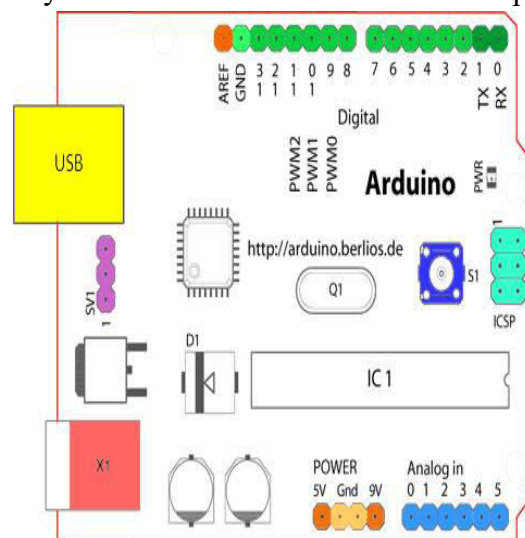 AREF
GND
13
12
11
10
9
8
7
6
5
4
3
2
1
0
TX
RX
Digital
PWM2
PWM1
PWM0
Arduino
PWR
USB
http://arduino.berlios.de
1
S1
ICSP
SV1
1
Q1
D1
IC 1
X1
POWER
5V Gnd 9V
Analog in
0 1 2 3 4 5